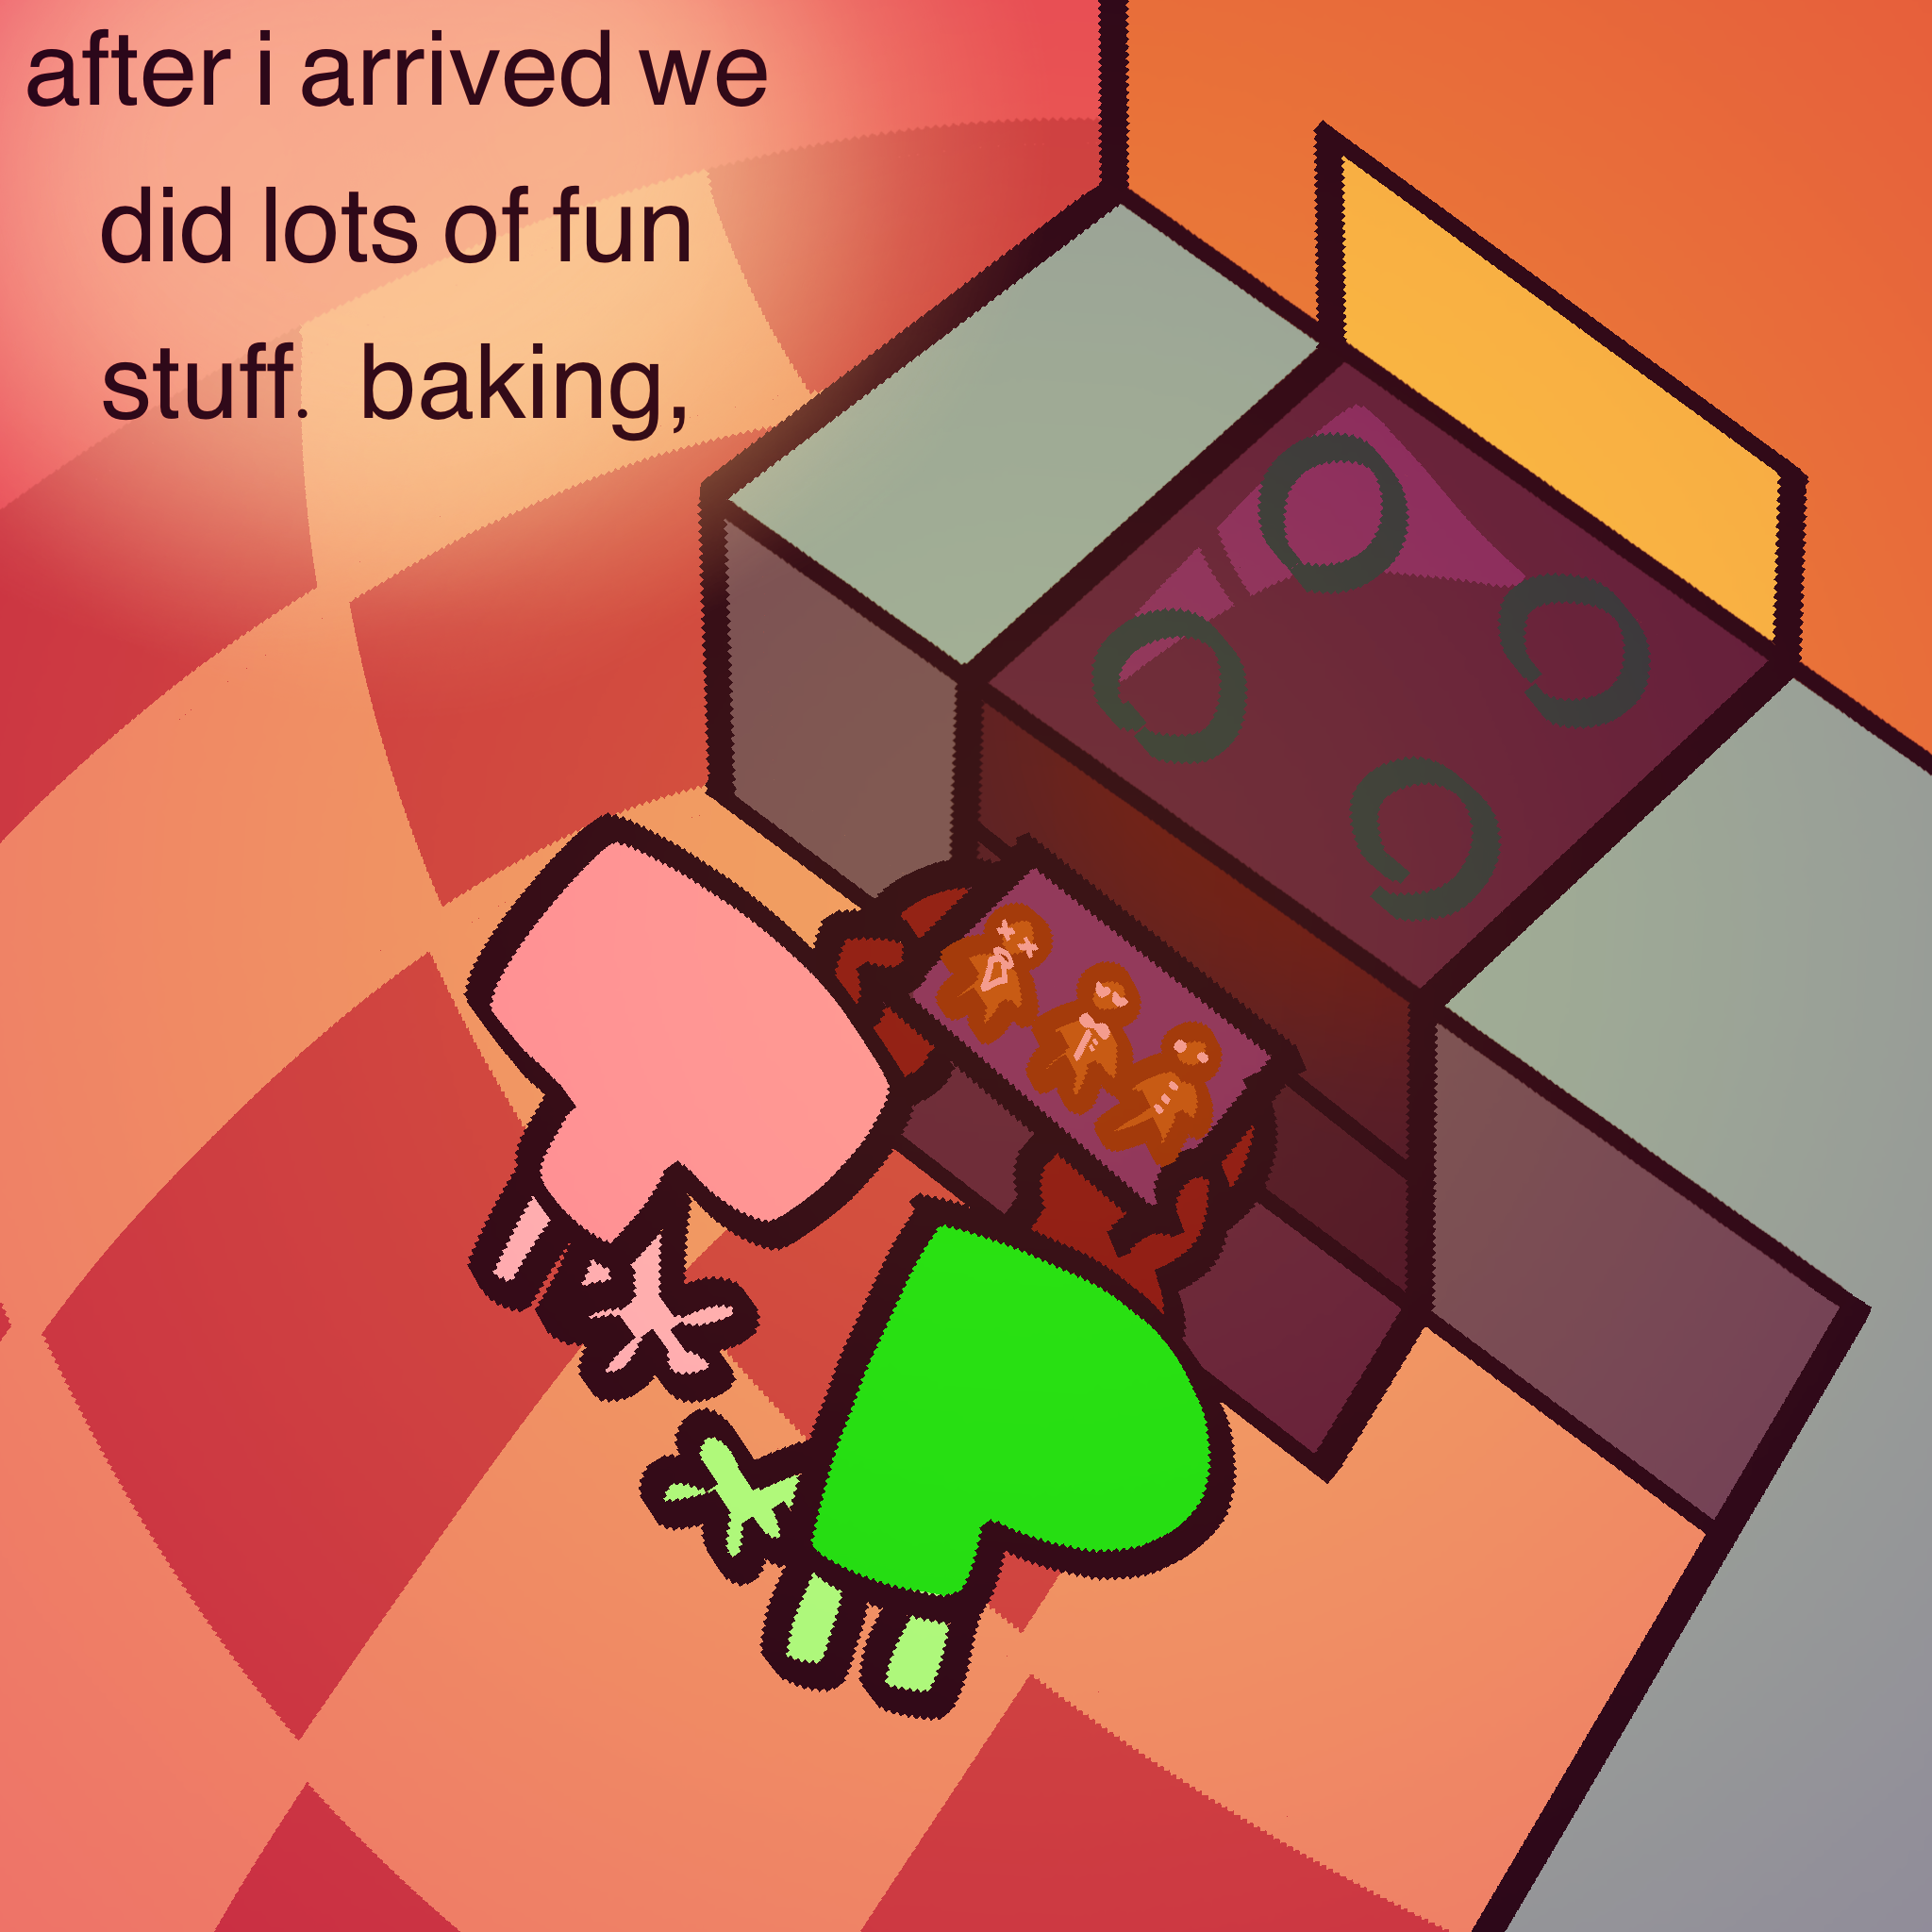 after i arrived we
did lots of fun
stuff. baking,